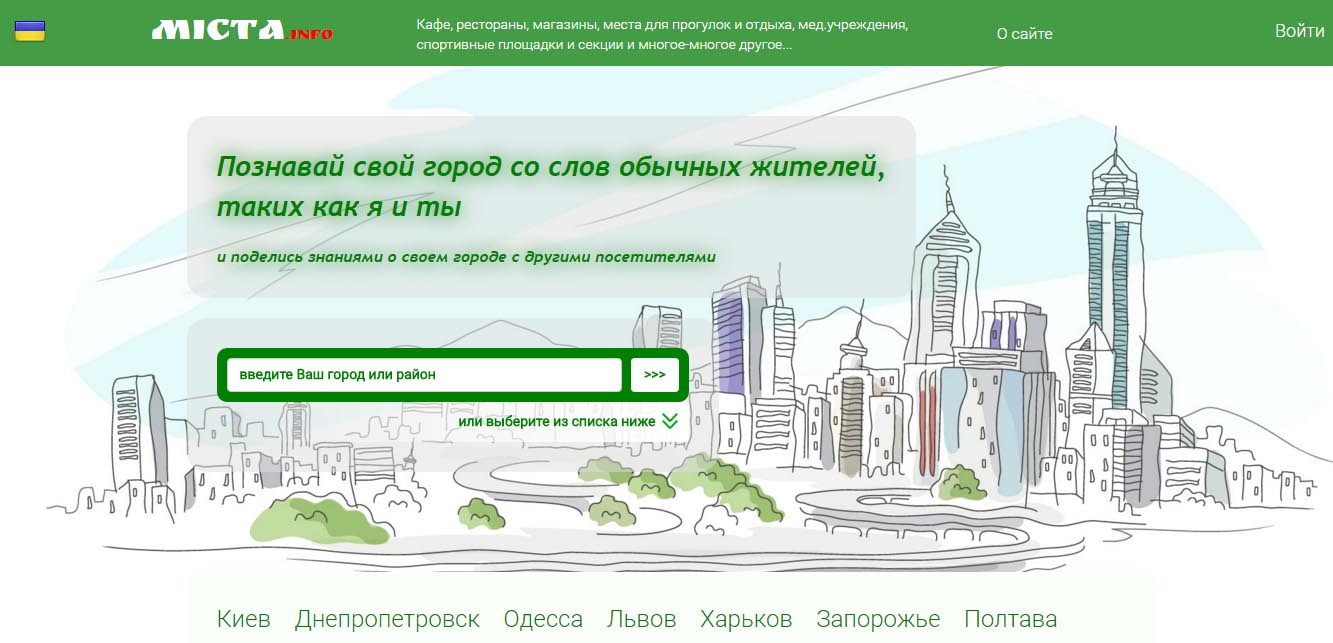 МІСТА.INFO
Кафе, рестораны, магазины, места для прогулок и отдыха, мед.учреждения,
спортивные площадки и секции и многое-многое другое...
О сайте
Войти
Познавай свой город со слов обычных жителей,
таких как я и ты
и поделись знаниями о своем городе с другими посетителями
введите Ваш город или район
>>>
или выберите из списка ниже
Киев Днепропетровск Одесса Львов Харьков Запорожье Полтава